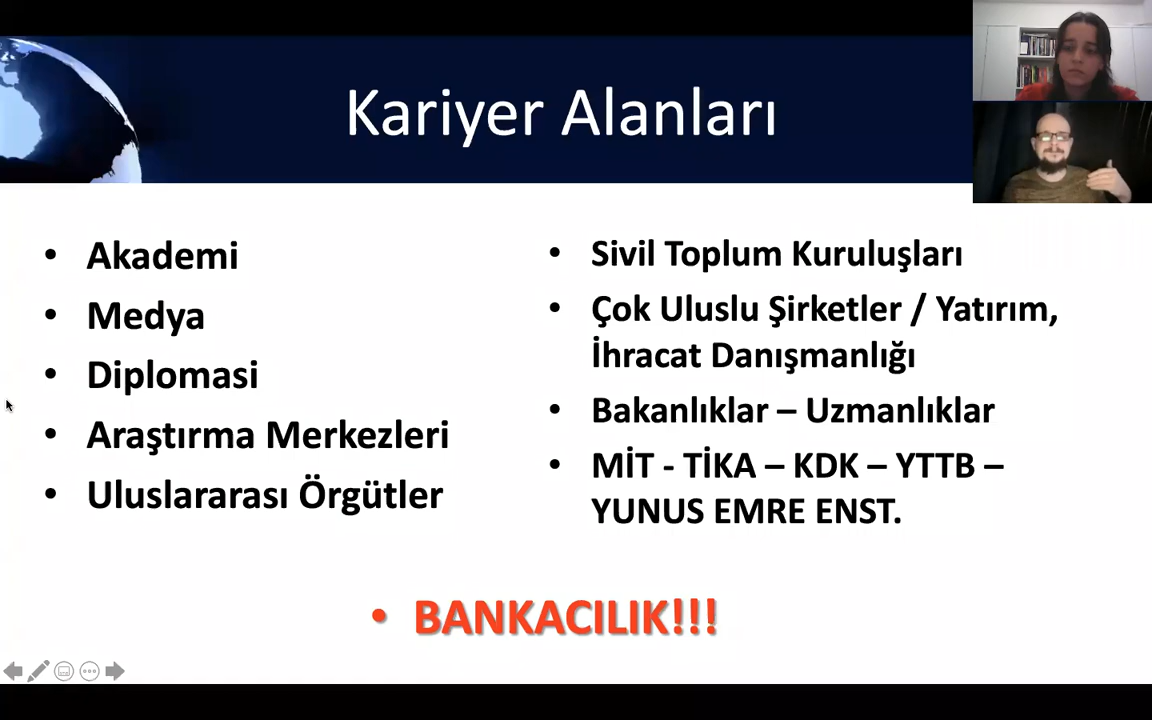 Kariyer Alanları
• Akademi
• Medya
• Diplomasi
• Araştırma Merkezleri
• Uluslararası Örgütler
• Sivil Toplum Kuruluşları
• Çok Uluslu Şirketler / Yatırım,
İhracat Danışmanlığı
• Bakanlıklar – Uzmanlıklar
• MİT - TİKA – KDK – YTTB –
YUNUS EMRE ENST.
• BANKACILIK!!!